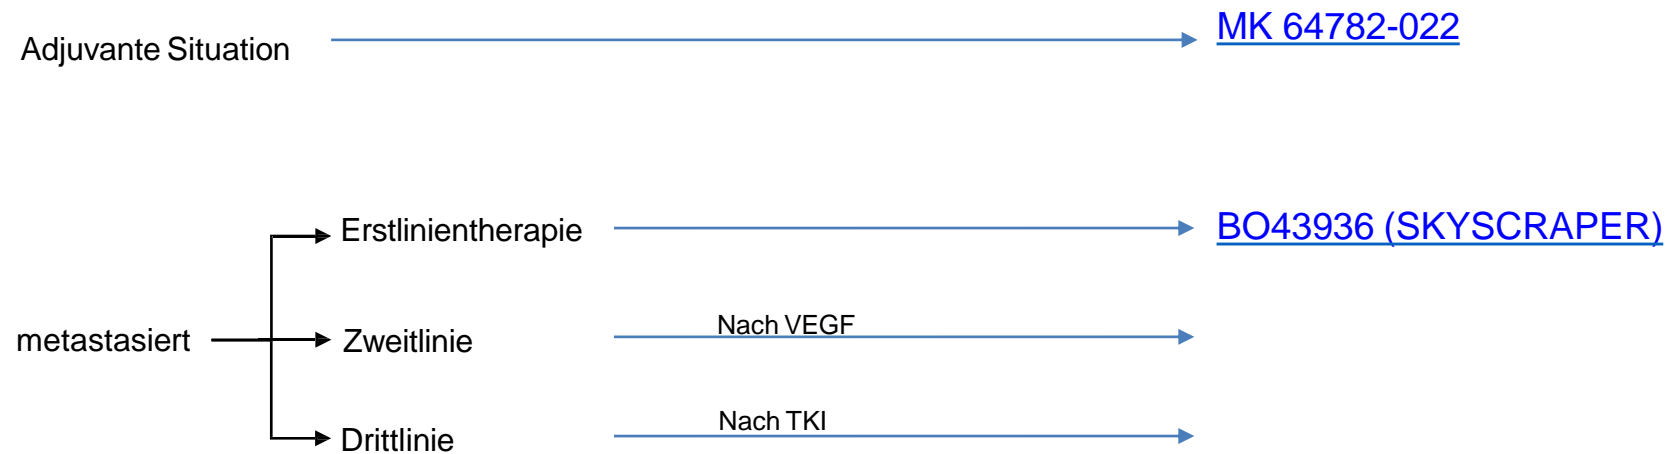 Adjuvante Situation
MK 64782-022
Erstlinientherapie
BO43936 (SKYSCRAPER)
metastasiert
Zweitlinie
Nach VEGF
Drittlinie
Nach TKI